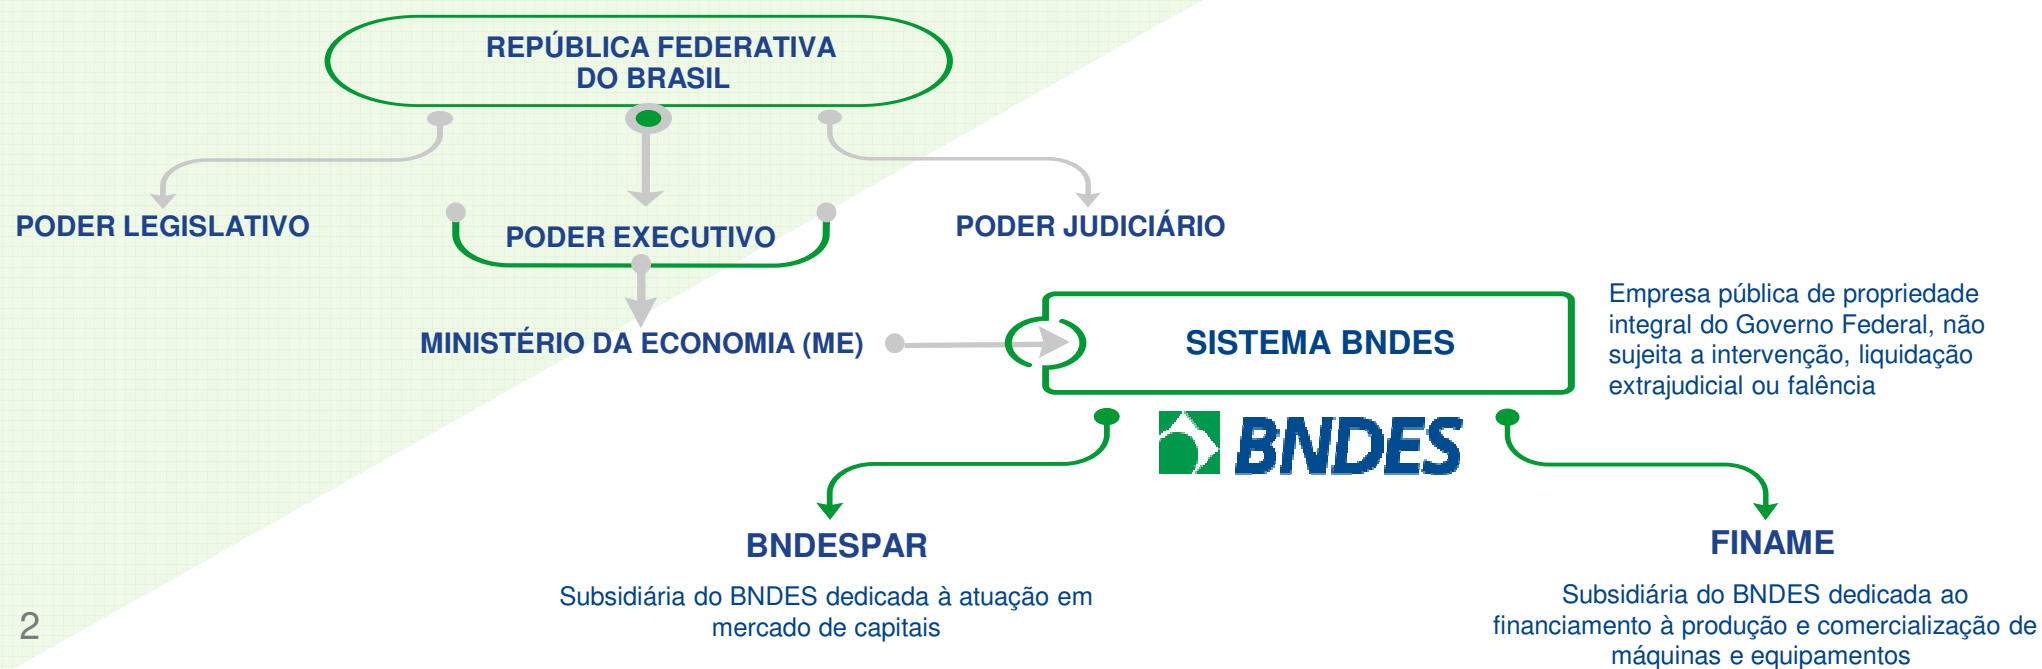 REPÚBLICA FEDERATIVA
DO BRASIL
PODER LEGISLATIVO
PODER EXECUTIVO
PODER JUDICIÁRIO
MINISTÉRIO DA ECONOMIA (ME)
SISTEMA BNDES
Empresa pública de propriedade
integral do Governo Federal, não
sujeita a intervenção, liquidação
extrajudicial ou falência
BNDES
BNDESPAR
Subsidiária do BNDES dedicada à atuação em
mercado de capitais
FINAME
Subsidiária do BNDES dedicada ao
financiamento à produção e comercialização de
máquinas e equipamentos
2